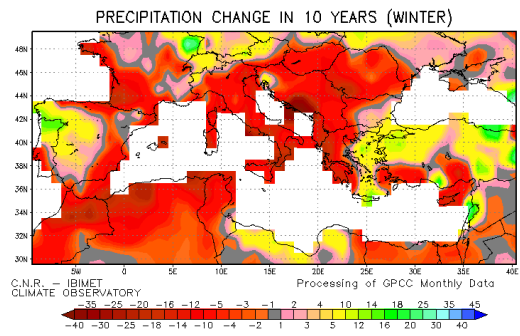 PRECIPITATION CHANGE IN 10 YEARS (WINTER)
48N
46N
44N
42N
40N
38N
36N
34N
32N
30N
5W 0 5E 10E 15E 20E 25E 30E 35E 40E
C.N.R. – IBIMET Processing of GPCC Monthly Data
CLIMATE OBSERVATORY
−35 −25 −20 −16 −12 −8 −5 −3 −1 2 4 10 14 18 25 35 45
−40 −30 −25 −18 −14 −10 −6 −4 −2 1 3 5 12 16 20 30 40